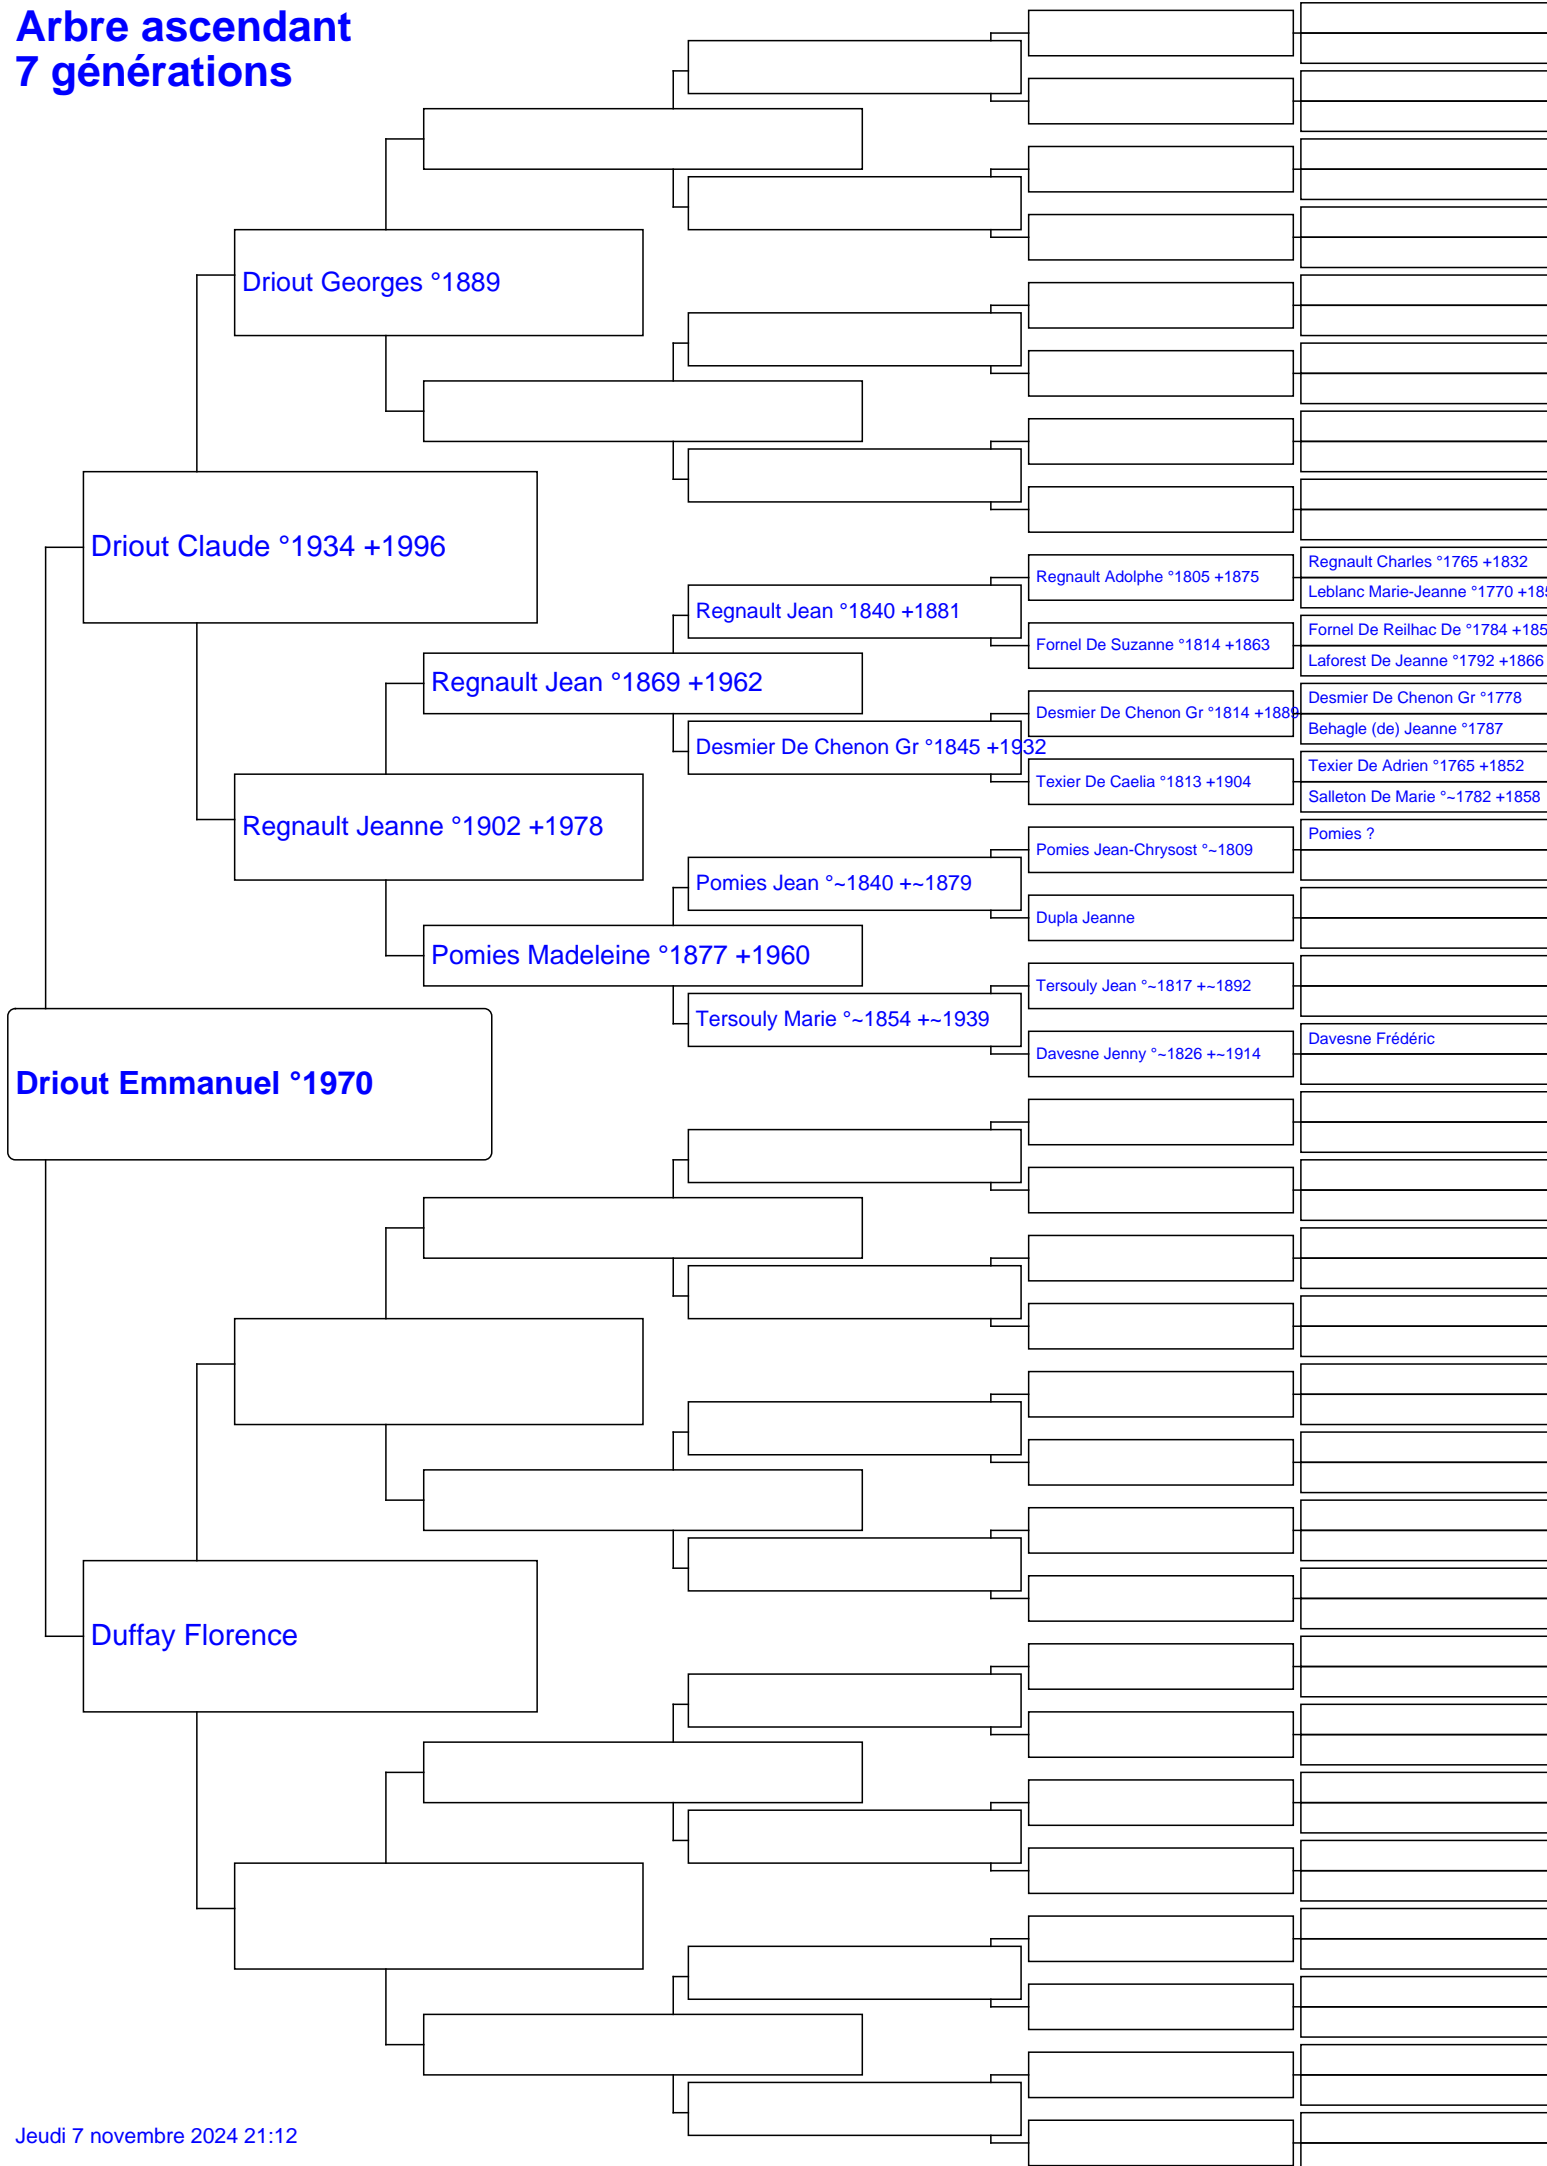 Arbre ascendant
7 générations
Driout Georges °1889
Driout Claude °1934 +1996
Regnault Adolphe °1805 +1875
Regnault Charles °1765 +1832
Leblanc Marie-Jeanne °1770
Regnault Jean °1840 +1881
Fornel De Suzanne °1814 +1863
Fornel De Reilhac De °1784
Laforest De Jeanne °1792 +1866
Regnault Jean °1869 +1962
Desmier De Chenon Gr °1814 +1889
Desmier De Chenon Gr °1778
Behagle (de) Jeanne °1787
Desmier De Chenon Gr °1845 +1932
Texier De Caelia °1813 +1904
Texier De Adrien °1765 +1852
Salleton De Marie °~1782 +1858
Regnault Jeanne °1902 +1978
Pomies Jean-Chrysost °~1809
Pomies ?
Pomies Jean °~1840 +~1879
Dupla Jeanne
Pomies Madeleine °1877 +1960
Tersouly Jean °~1817 +~1892
Tersouly Marie °~1854 +~1939
Davesne Jenny °~1826 +~1914
Davesne Frédéric
Driout Emmanuel °1970
Duffay Florence
Jeudi 7 novembre 2024 21:12